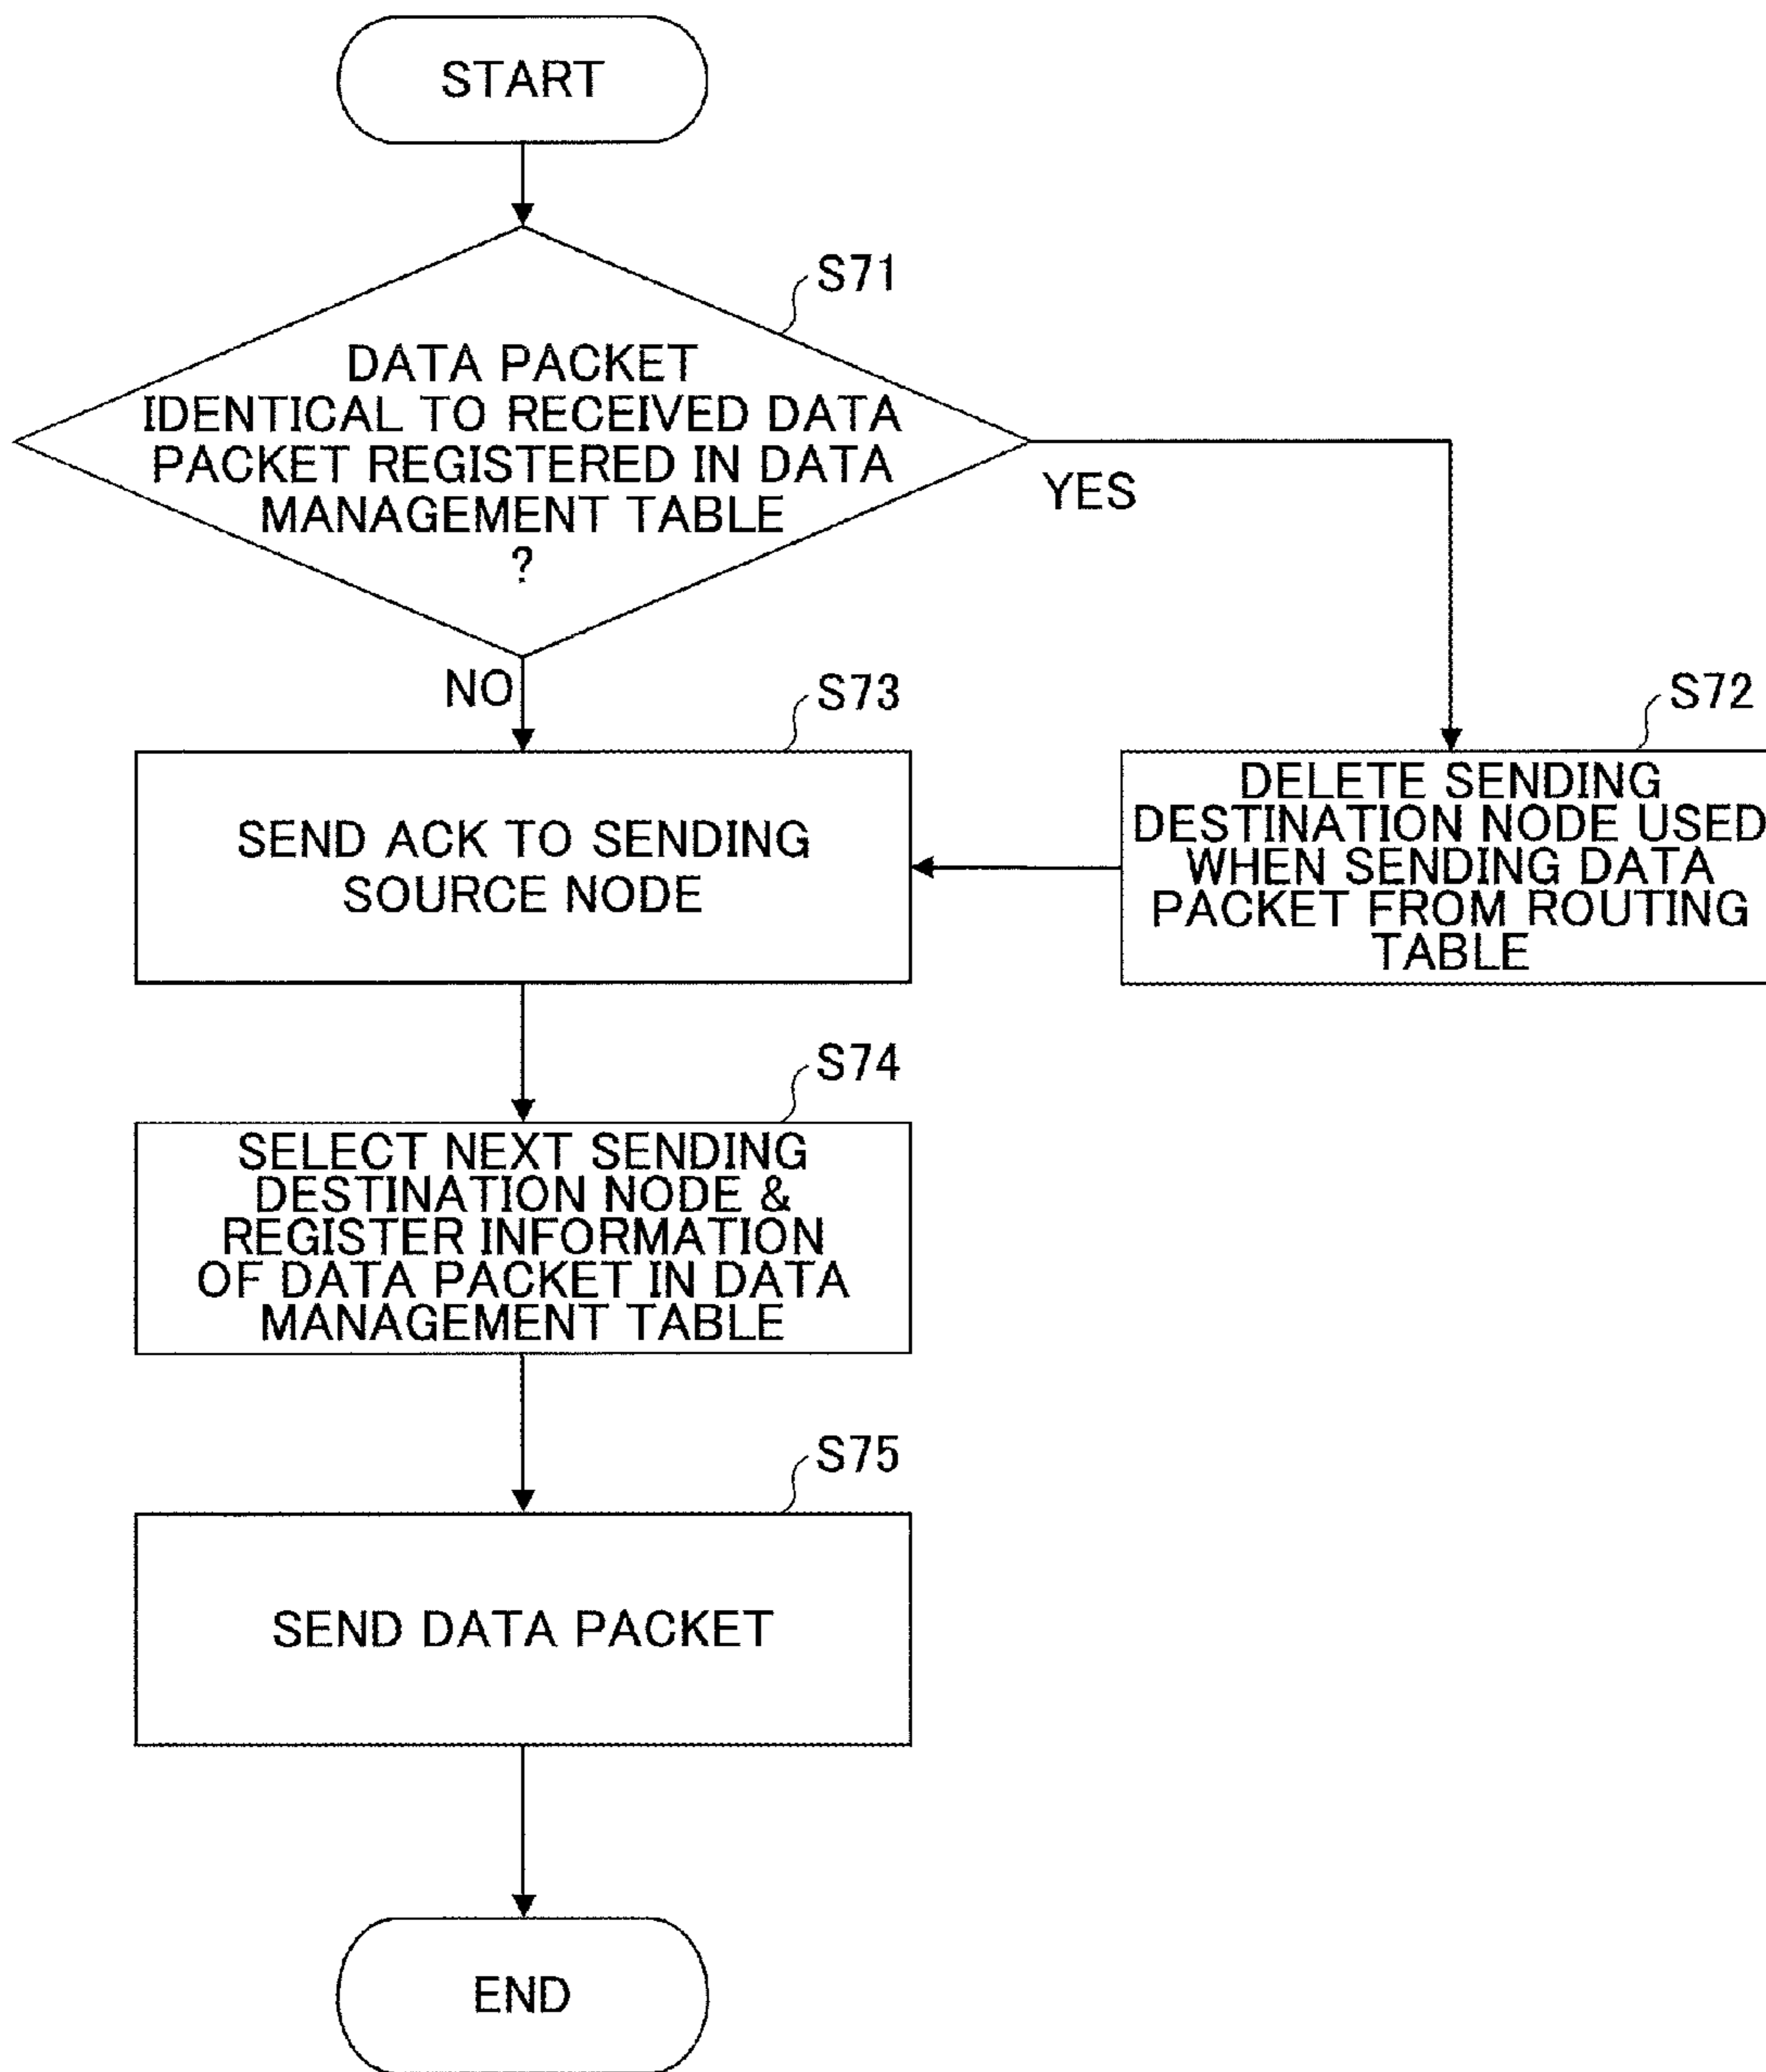 START
S71
DATA PACKET
IDENTICAL TO RECEIVED DATA
PACKET REGISTERED IN DATA
MANAGEMENT TABLE
?
YES
NO
S73
SEND ACK TO SENDING
SOURCE NODE
S72
DELETE SENDING
DESTINATION NODE USED
WHEN SENDING DATA
PACKET FROM ROUTING
TABLE
S74
SELECT NEXT SENDING
DESTINATION NODE &
REGISTER INFORMATION
OF DATA PACKET IN DATA
MANAGEMENT TABLE
S75
SEND DATA PACKET
END